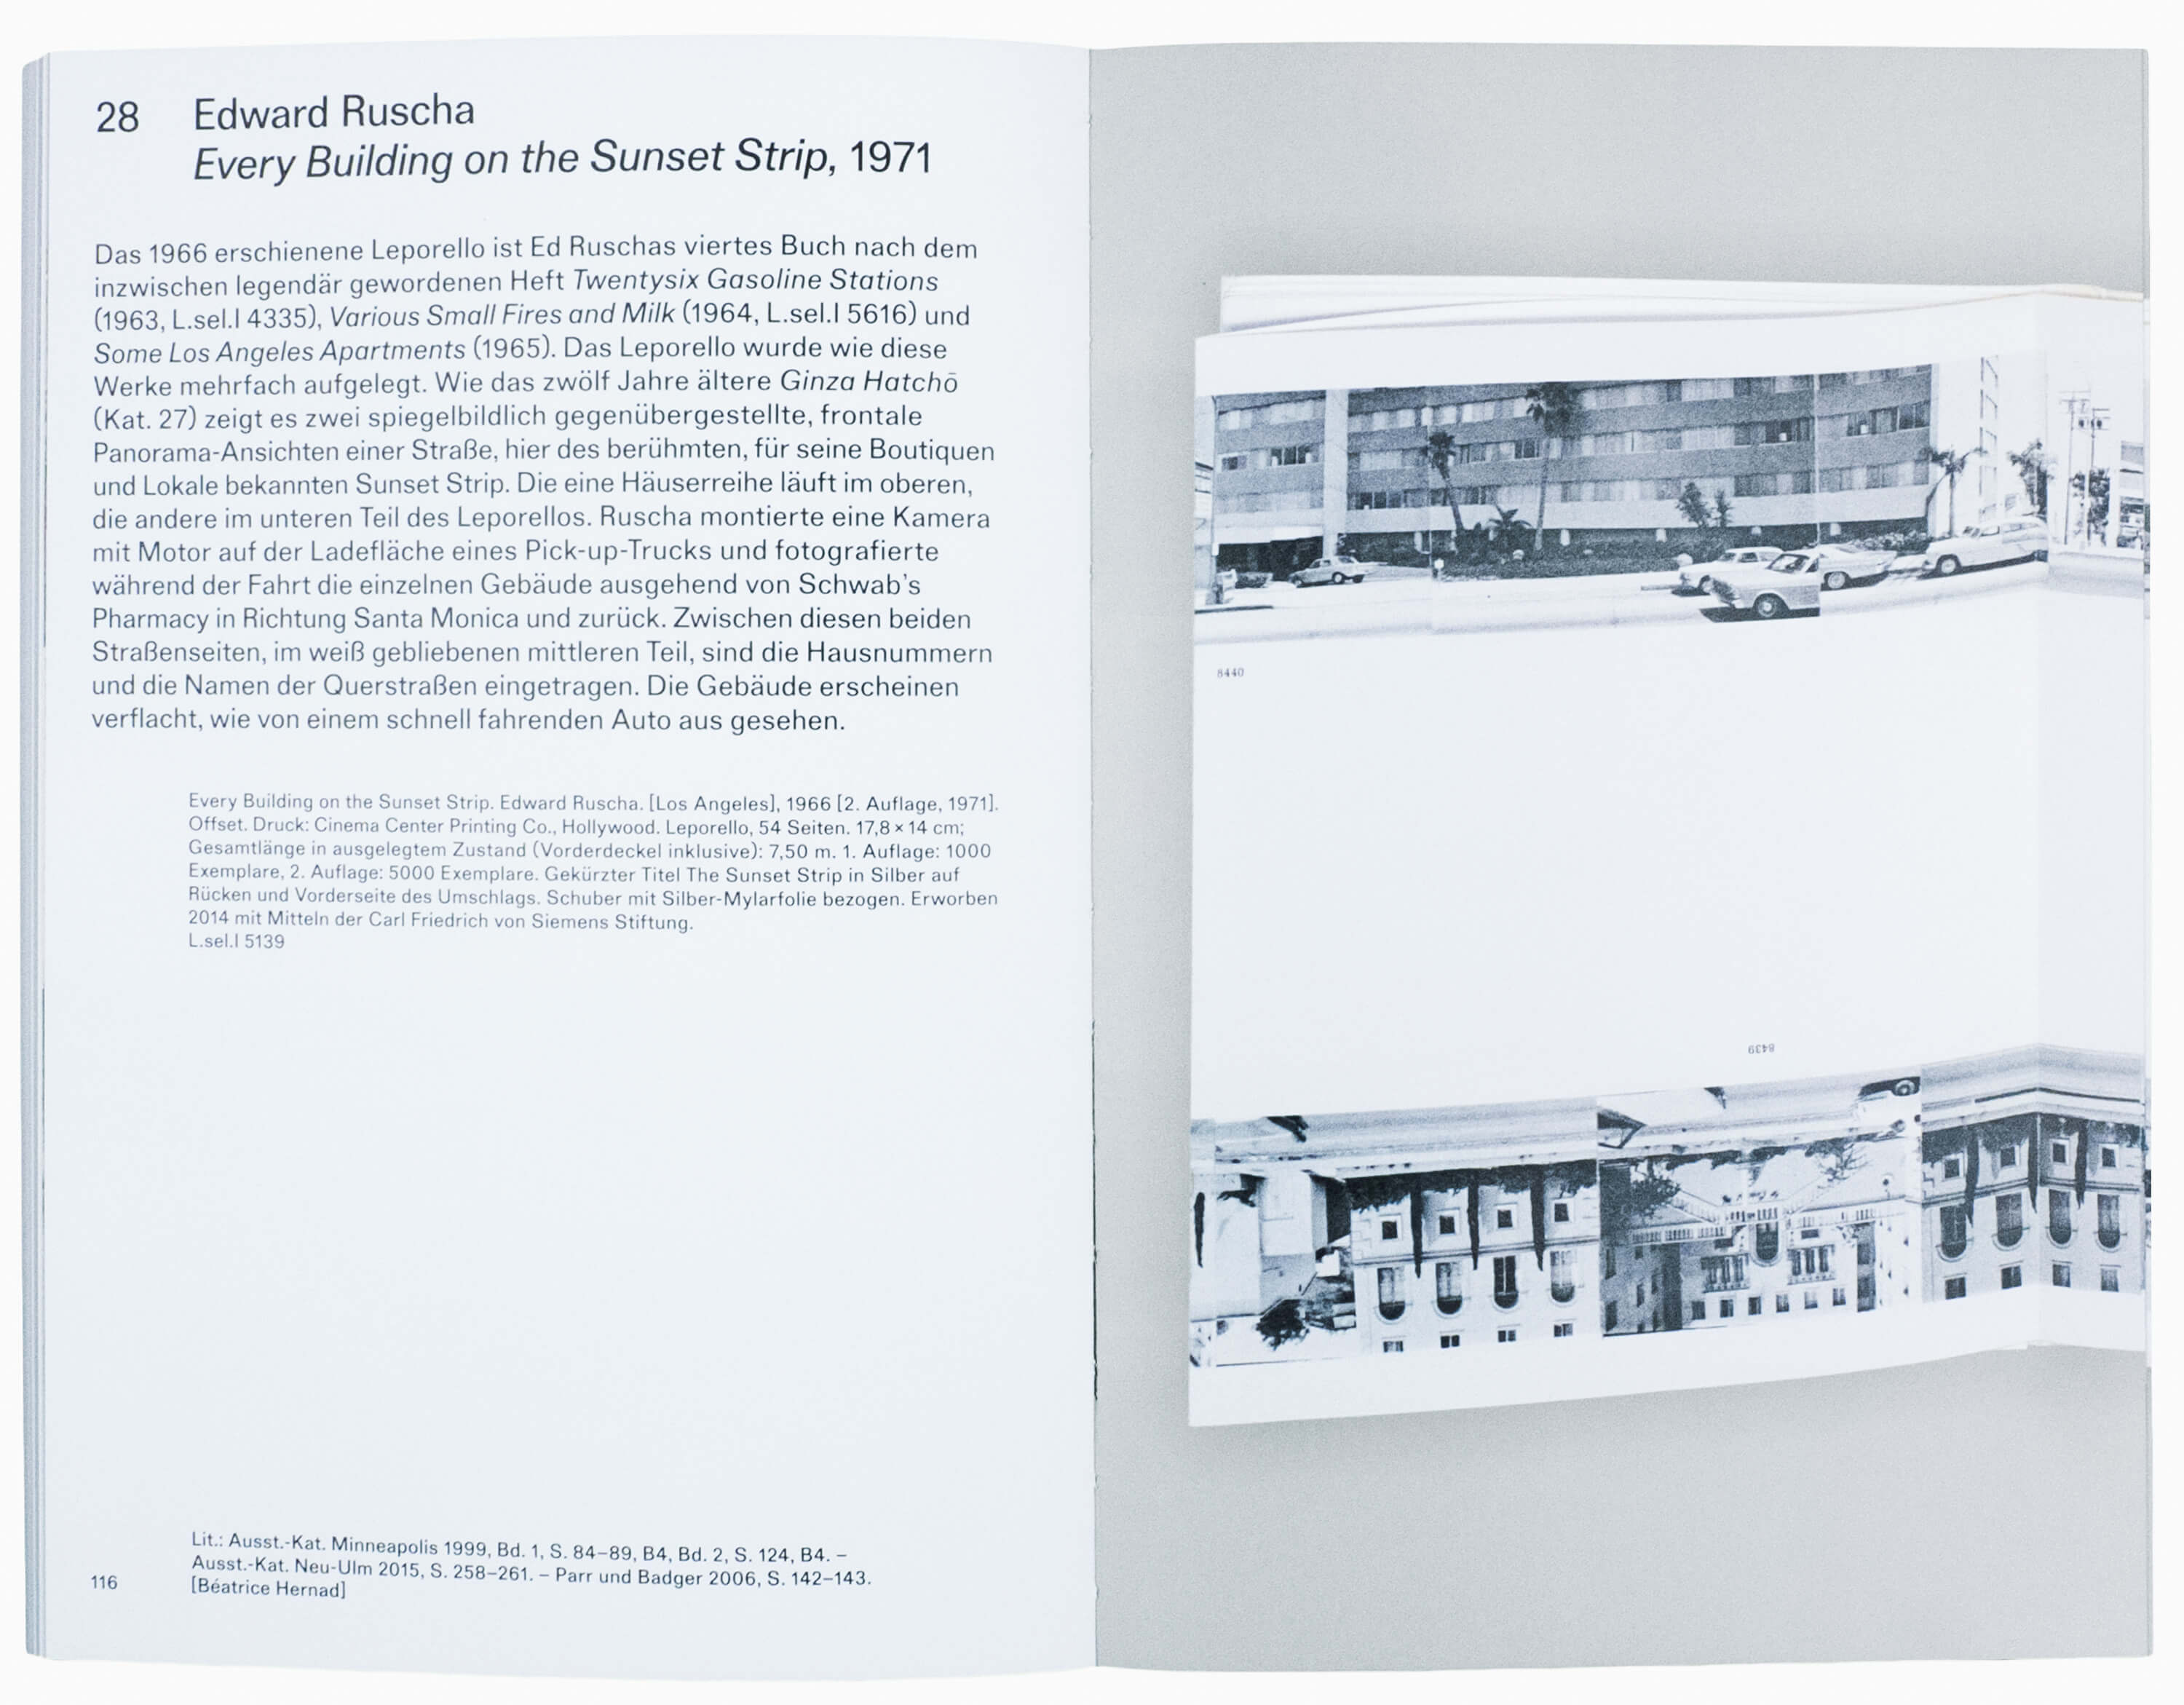 28 Edward Ruscha
Every Building on the Sunset Strip, 1971
Das 1966 erschienene Leporello ist Ed Ruschas viertes Buch nach dem
inzwischen legendär gewordenen Heft Twentysix Gasoline Stations
(1963, L.sel.I 4335), Various Small Fires and Milk (1964, L.sel.I 5616) und
Some Los Angeles Apartments (1965). Das Leporello wurde wie diese
Werke mehrfach aufgelegt. Wie das zwölf Jahre ältere Ginza Hatchō
(Kat. 27) zeigt es zwei spiegelbildlich gegenübergestellte, frontale
Panorama-Ansichten einer Straße, hier des berühmten, für seine Boutiquen
und Lokale bekannten Sunset Strip. Die eine Häuserreihe läuft im oberen,
die andere im unteren Teil des Leporellos. Ruscha montierte eine Kamera
mit Motor auf der Ladefläche eines Pick-up-Trucks und fotografierte
während der Fahrt die einzelnen Gebäude ausgehend von Schwab's
Pharmacy in Richtung Santa Monica und zurück. Zwischen diesen beiden
Straßenseiten, im weiß gebliebenen mittleren Teil, sind die Hausnummern
und die Namen der Querstraßen eingetragen. Die Gebäude erscheinen
verflacht, wie von einem schnell fahrenden Auto aus gesehen.
Every Building on the Sunset Strip. Edward Ruscha. [Los Angeles], 1966 [2. Auflage, 1971].
Offset. Druck: Cinema Center Printing Co., Hollywood. Leporello, 54 Seiten. 17,8 × 14 cm;
Gesamtlänge in ausgelegtem Zustand (Vorderdeckel inklusive): 7,50 m. 1. Auflage: 1000
Exemplare, 2. Auflage: 5000 Exemplare. Gekürzter Titel The Sunset Strip in Silber auf
Rücken und Vorderseite des Umschlags. Schuber mit Silber-Mylarfolie bezogen. Erworben
2014 mit Mitteln der Carl Friedrich von Siemens Stiftung.
L.sel.I 5139
Lit.: Ausst.-Kat. Minneapolis 1999, Bd. 1, S. 84–89, B4, Bd. 2, S. 124, B4. –
Ausst.-Kat. Neu-Ulm 2015, S. 258–261. – Parr und Badger 2006, S. 142–143.
[Béatrice Hernad]
116
8440
8439